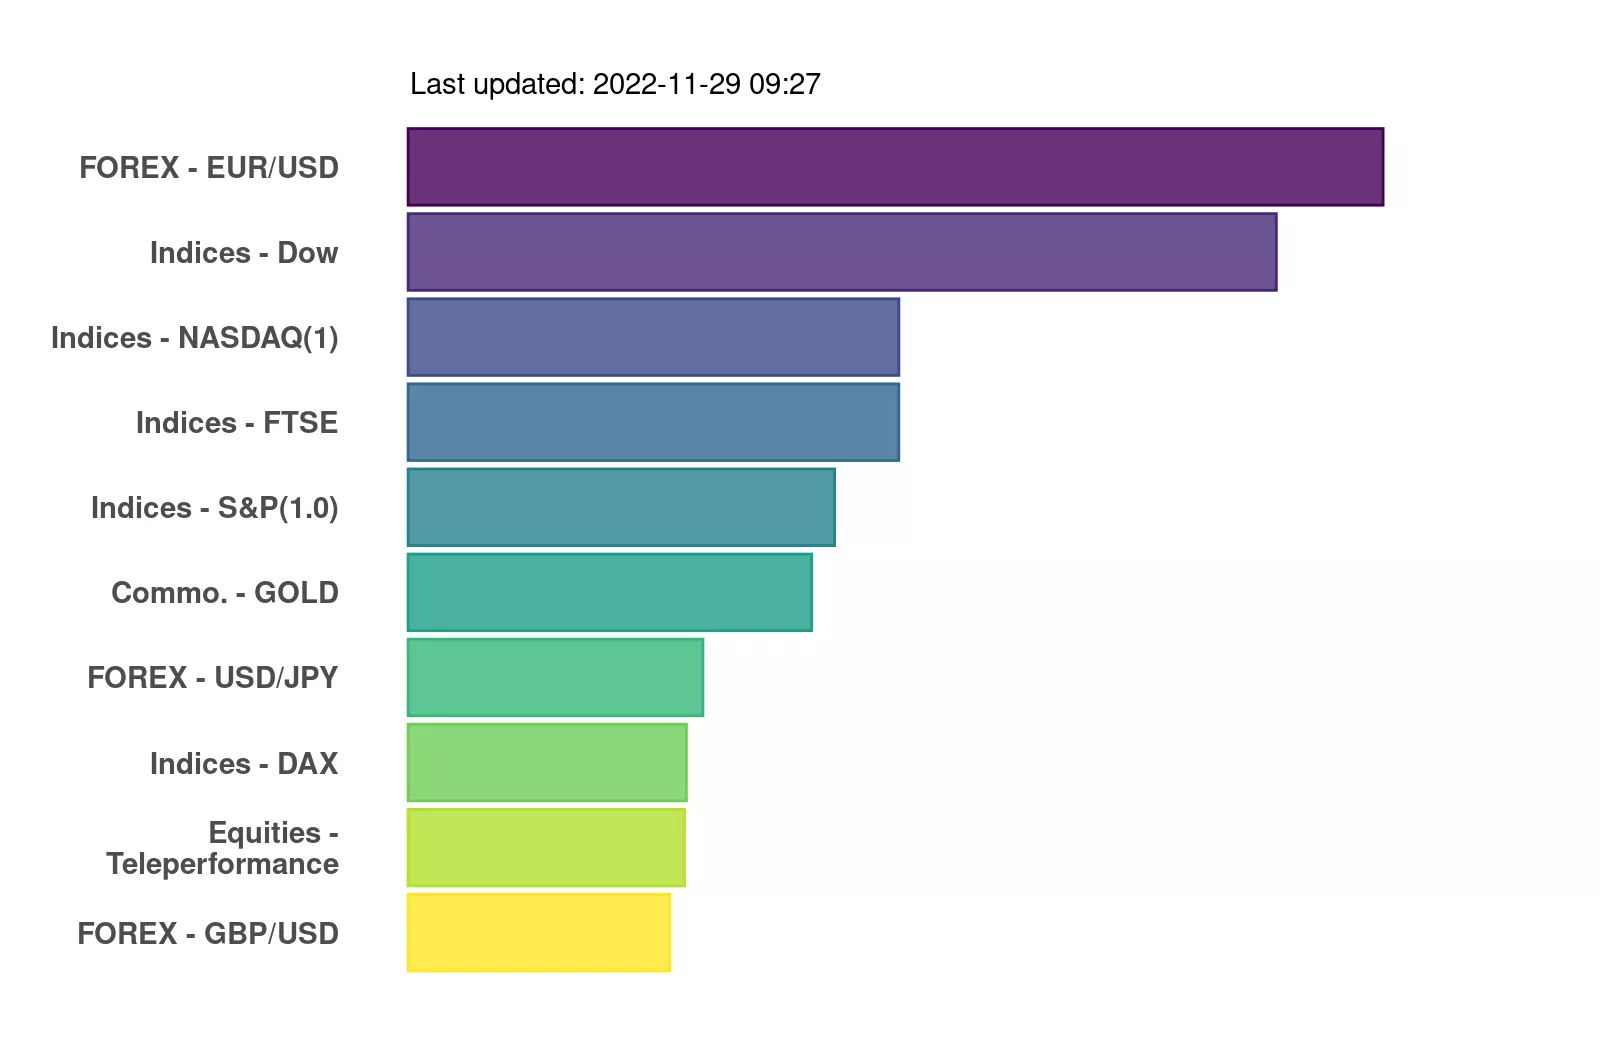 Last updated: 2022-11-29 09:27
FOREX - EUR/USD
Indices - Dow
Indices - NASDAQ(1)
Indices - FTSE
Indices - S&P(1.0)
Commo. - GOLD
FOREX - USD/JPY
Indices - DAX
Equities -
Teleperformance
FOREX - GBP/USD